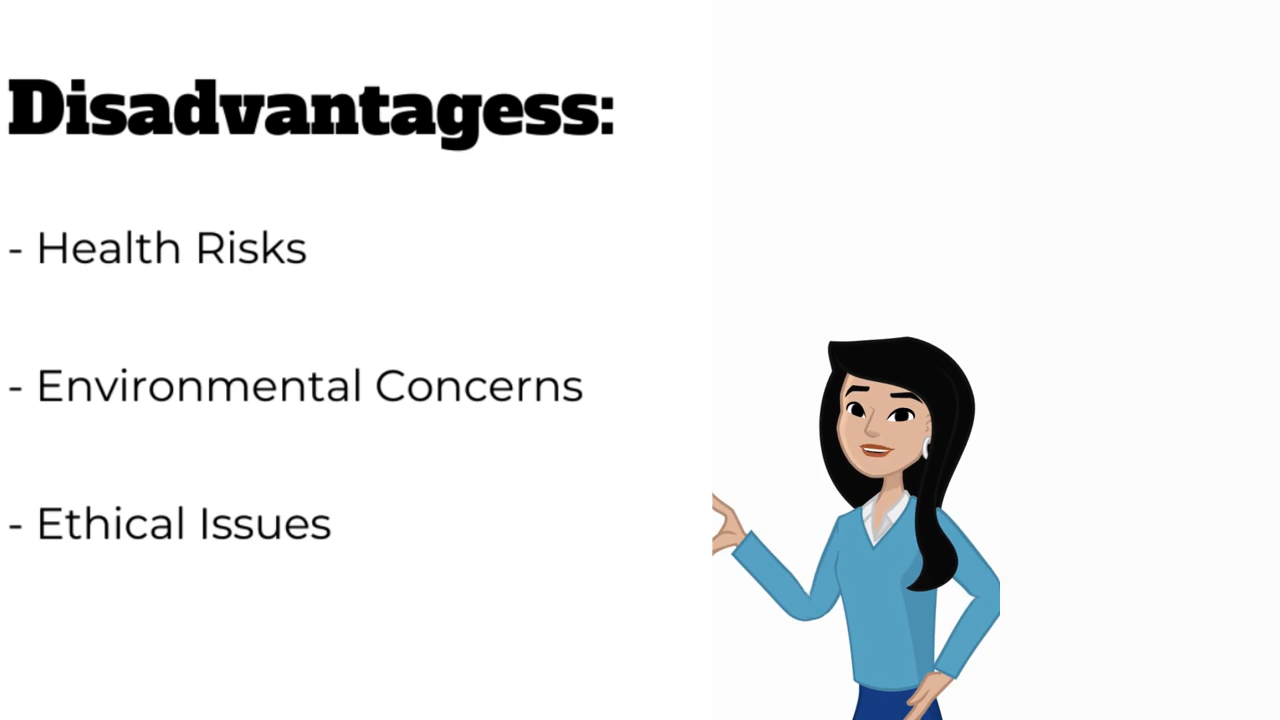 Disadvantagess:
- Health Risks
- Environmental Concerns
- Ethical Issues